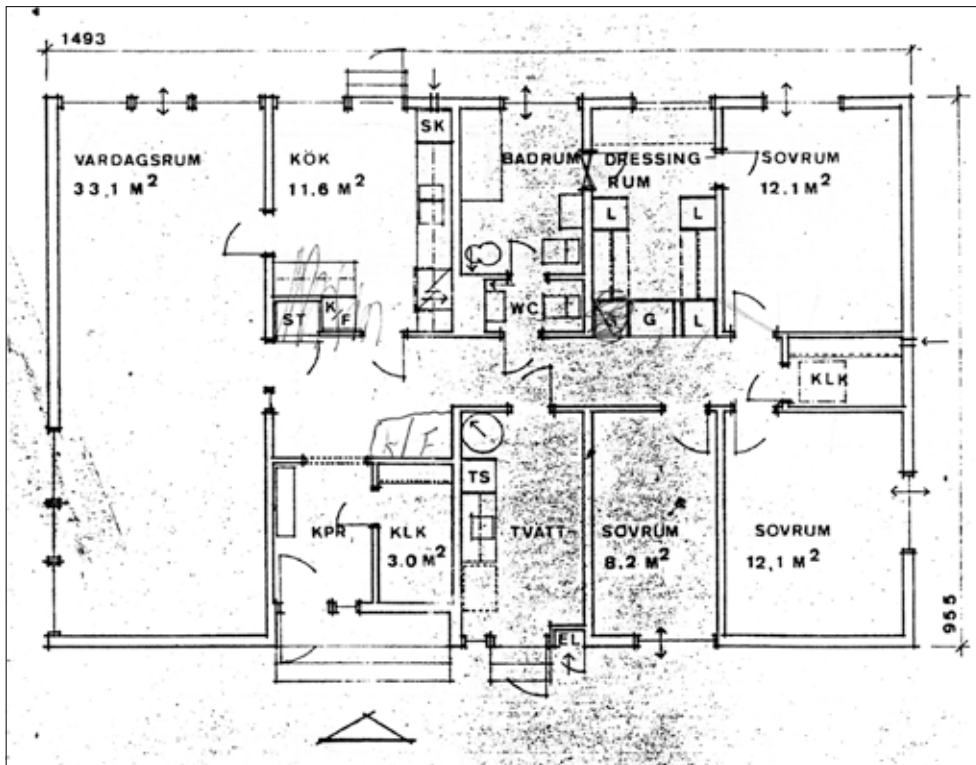 1493
VARDAGSRUM
33,1 M²
KÖK
11.6 M²
SK
BADRUM
DRESSING
RUM
SOVRUM
12.1 M²
L
L
ST
K/F
WC
G
L
KLK
K/F
TS
KPR
KLK
3.0 M²
TVÄTT
SOVRUM
8,2 M²
SOVRUM
12,1 M²
EL
955